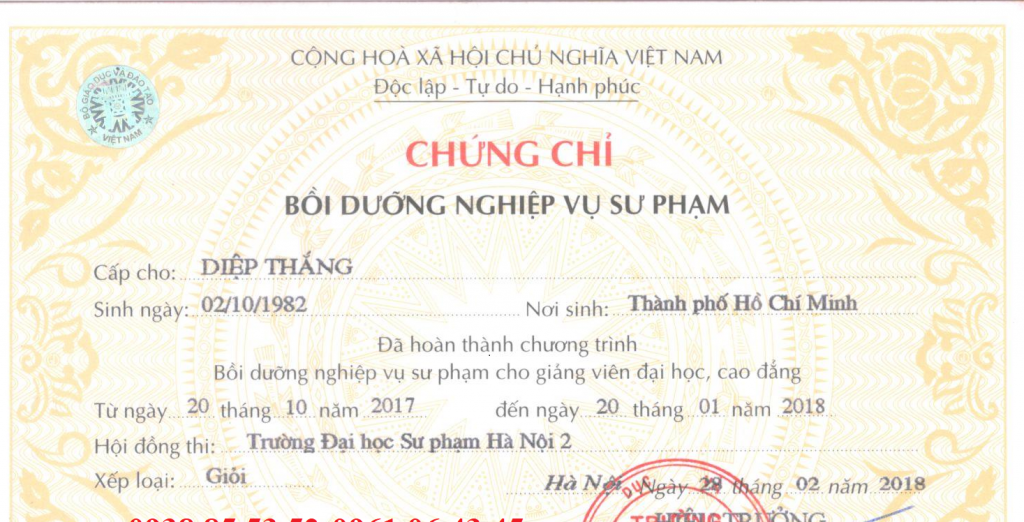 CỘNG HOÀ XÃ HỘI CHỦ NGHĨA VIỆT NAM
Độc lập - Tự do - Hạnh phúc
BỘ GIÁO DỤC VÀ ĐÀO TẠO
VIỆT NAM
CHỨNG CHỈ
BỒI DƯỠNG NGHIỆP VỤ SƯ PHẠM
Cấp cho: DIỆP THẮNG
Sinh ngày: 02/10/1982 Nơi sinh: Thành phố Hồ Chí Minh
Đã hoàn thành chương trình
Bồi dưỡng nghiệp vụ sư phạm cho giảng viên đại học, cao đẳng
Từ ngày 20 tháng 10 năm 2017 đến ngày 20 tháng 01 năm 2018
Hội đồng thi: Trường Đại học Sư phạm Hà Nội 2
Xếp loại: Giỏi
Hà Nội, Ngày 28 tháng 02 năm 2018
DỤC
TRƯỜNG